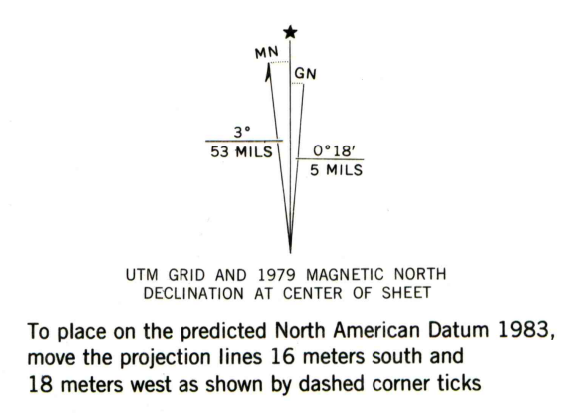 ★
MN
GN
3°
53 MILS
0°18'
5 MILS
UTM GRID AND 1979 MAGNETIC NORTH
DECLINATION AT CENTER OF SHEET
To place on the predicted North American Datum 1983,
move the projection lines 16 meters south and
18 meters west as shown by dashed corner ticks